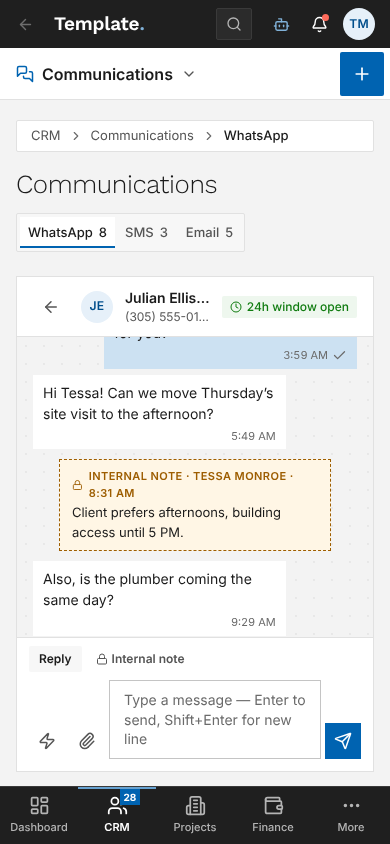 Template.
TM
Communications
CRM > Communications > WhatsApp
Communications
WhatsApp 8 SMS 3 Email 5
JE
Julian Ellis...
(305) 555-01...
24h window open
for you?
3:59 AM
Hi Tessa! Can we move Thursday’s
site visit to the afternoon?
5:49 AM
INTERNAL NOTE · TESSA MONROE ·
8:31 AM
Client prefers afternoons, building
access until 5 PM.
Also, is the plumber coming the
same day?
9:29 AM
Reply Internal note
Type a message — Enter to
send, Shift+Enter for new
line
28
Dashboard CRM Projects Finance More